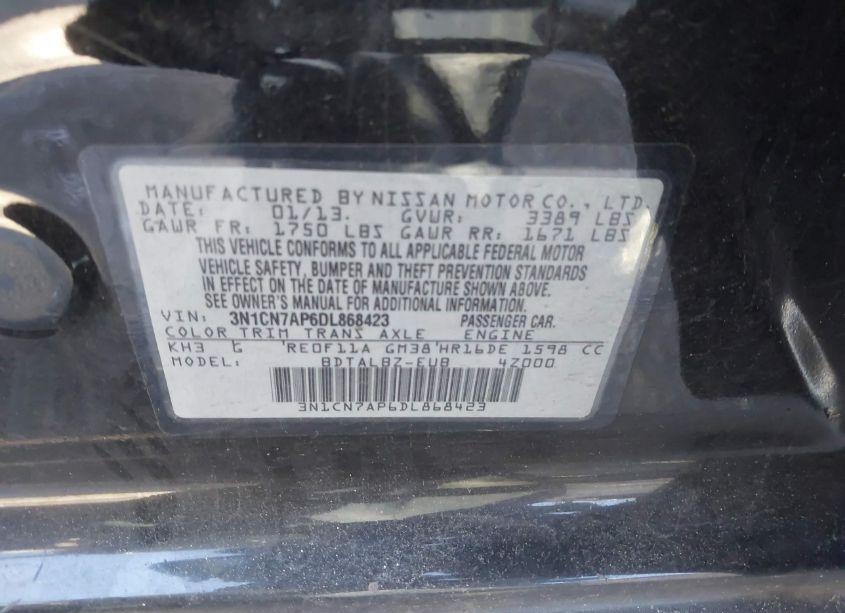 MANUFACTURED BY NISSAN MOTOR CO., LTD.
DATE: 01/13. GVWR: 3389 LBS
GAWR FR: 1750 LBS GAWR RR: 1671 LBS
THIS VEHICLE CONFORMS TO ALL APPLICABLE FEDERAL MOTOR
VEHICLE SAFETY, BUMPER AND THEFT PREVENTION STANDARDS
IN EFFECT ON THE DATE OF MANUFACTURE SHOWN ABOVE.
SEE OWNER'S MANUAL FOR ADDITIONAL INFORMATION.
VIN: 3N1CN7AP6DL868423 PASSENGER CAR.
COLOR TRIM TRANS AXLE ENGINE
KH3 G RE0F11A GM38 HR16DE 1598 CC
MODEL: BDTALBZ-EUB 4Z000
3N1CN7AP6DL868423